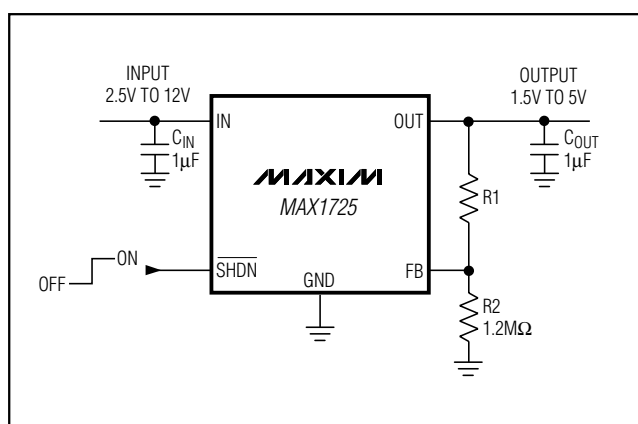 INPUT
2.5V TO 12V
OUTPUT
1.5V TO 5V
IN
OUT
CIN
1µF
COUT
1µF
MAXIM
MAX1725
R1
ON
OFF
SHDN
FB
GND
R2
1.2MΩ